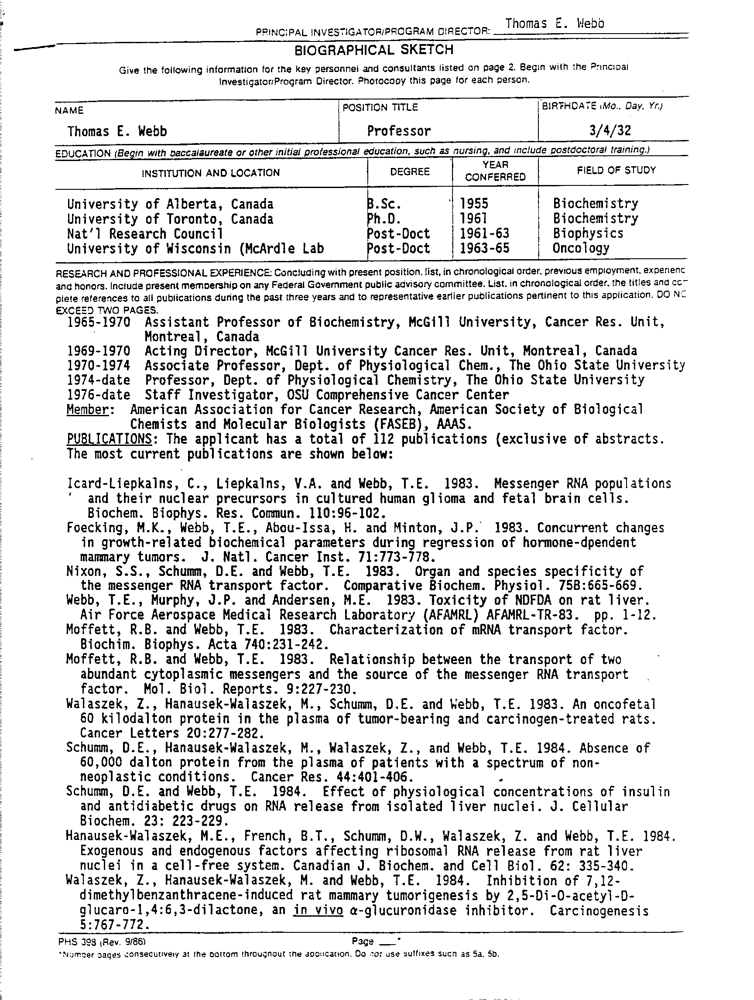 PRINCIPAL INVESTIGATOR/PROGRAM DIRECTOR: Thomas E. Webb
BIOGRAPHICAL SKETCH
Give the following information for the key personnel and consultants listed on page 2. Begin with the Principal
Investigator/Program Director. Photocopy this page for each person.
NAME POSITION TITLE BIRTHDATE (Mo., Day, Yr.)
Thomas E. Webb Professor 3/4/32
EDUCATION (Begin with baccalaureate or other initial professional education, such as nursing, and include postdoctoral training.)
INSTITUTION AND LOCATION DEGREE YEAR CONFERRED FIELD OF STUDY
University of Alberta, Canada B.Sc. 1955 Biochemistry
University of Toronto, Canada Ph.D. 1961 Biochemistry
Nat'l Research Council Post-Doct 1961-63 Biophysics
University of Wisconsin (McArdle Lab Post-Doct 1963-65 Oncology
RESEARCH AND PROFESSIONAL EXPERIENCE: Concluding with present position, list, in chronological order, previous employment, experienc
and honors. Include present membership on any Federal Government public advisory committee. List, in chronological order, the titles and com-
plete references to all publications during the past three years and to representative earlier publications pertinent to this application. DO NO
EXCEED TWO PAGES.
1965-1970 Assistant Professor of Biochemistry, McGill University, Cancer Res. Unit,
Montreal, Canada
1969-1970 Acting Director, McGill University Cancer Res. Unit, Montreal, Canada
1970-1974 Associate Professor, Dept. of Physiological Chem., The Ohio State University
1974-date Professor, Dept. of Physiological Chemistry, The Ohio State University
1976-date Staff Investigator, OSU Comprehensive Cancer Center
Member: American Association for Cancer Research, American Society of Biological
Chemists and Molecular Biologists (FASEB), AAAS.
PUBLICATIONS: The applicant has a total of 112 publications (exclusive of abstracts.
The most current publications are shown below:
Icard-Liepkalns, C., Liepkalns, V.A. and Webb, T.E. 1983. Messenger RNA populations
and their nuclear precursors in cultured human glioma and fetal brain cells.
Biochem. Biophys. Res. Commun. 110:96-102.
Foecking, M.K., Webb, T.E., Abou-Issa, H. and Minton, J.P. 1983. Concurrent changes
in growth-related biochemical parameters during regression of hormone-dpendent
mammary tumors. J. Natl. Cancer Inst. 71:773-778.
Nixon, S.S., Schumm, D.E. and Webb, T.E. 1983. Organ and species specificity of
the messenger RNA transport factor. Comparative Biochem. Physiol. 75B:665-669.
Webb, T.E., Murphy, J.P. and Andersen, M.E. 1983. Toxicity of NDFDA on rat liver.
Air Force Aerospace Medical Research Laboratory (AFAMRL) AFAMRL-TR-83. pp. 1-12.
Moffett, R.B. and Webb, T.E. 1983. Characterization of mRNA transport factor.
Biochim. Biophys. Acta 740:231-242.
Moffett, R.B. and Webb, T.E. 1983. Relationship between the transport of two
abundant cytoplasmic messengers and the source of the messenger RNA transport
factor. Mol. Biol. Reports. 9:227-230.
Walaszek, Z., Hanausek-Walaszek, M., Schumm, D.E. and Webb, T.E. 1983. An oncofetal
60 kilodalton protein in the plasma of tumor-bearing and carcinogen-treated rats.
Cancer Letters 20:277-282.
Schumm, D.E., Hanausek-Walaszek, M., Walaszek, Z., and Webb, T.E. 1984. Absence of
60,000 dalton protein from the plasma of patients with a spectrum of non-
neoplastic conditions. Cancer Res. 44:401-406.
Schumm, D.E. and Webb, T.E. 1984. Effect of physiological concentrations of insulin
and antidiabetic drugs on RNA release from isolated liver nuclei. J. Cellular
Biochem. 23: 223-229.
Hanausek-Walaszek, M.E., French, B.T., Schumm, D.W., Walaszek, Z. and Webb, T.E. 1984.
Exogenous and endogenous factors affecting ribosomal RNA release from rat liver
nuclei in a cell-free system. Canadian J. Biochem. and Cell Biol. 62: 335-340.
Walaszek, Z., Hanausek-Walaszek, M. and Webb, T.E. 1984. Inhibition of 7,12-
dimethylbenzanthracene-induced rat mammary tumorigenesis by 2,5-Di-O-acetyl-D-
glucaro-1,4:6,3-dilactone, an in vivo α-glucuronidase inhibitor. Carcinogenesis
5:767-772.
PHS 398 (Rev. 9/86) Page __*
*Number pages consecutively at the bottom throughout the application. Do not use suffixes such as 5a, 5b.